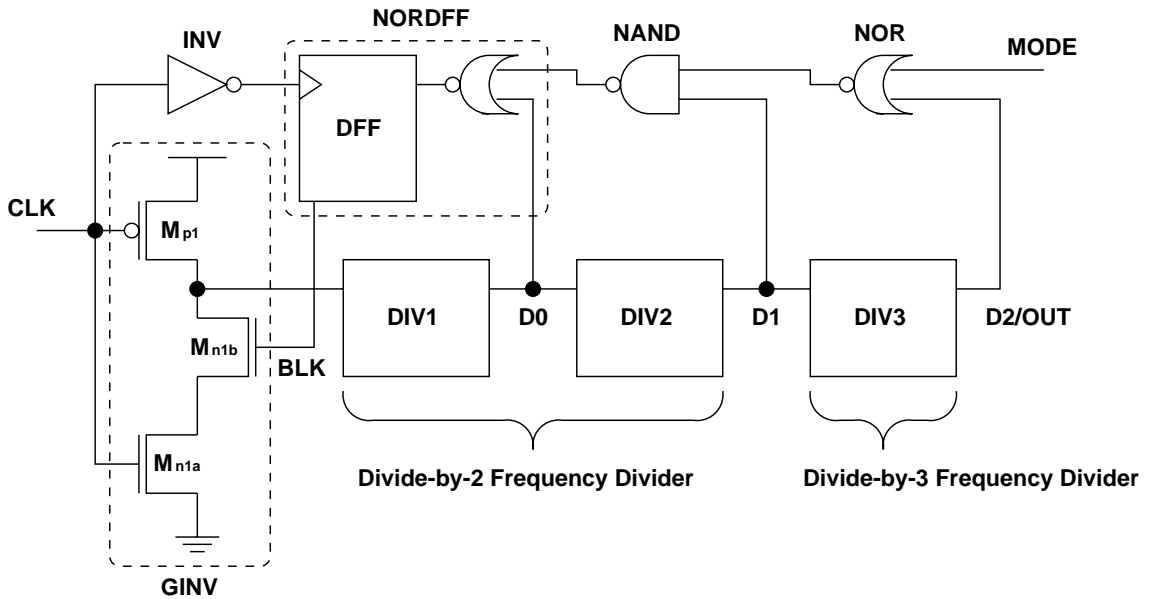 NORDFF
INV
NAND
NOR
MODE
DFF
CLK
Mp1
DIV1
D0
DIV2
D1
DIV3
D2/OUT
Mn1b
BLK
Mn1a
Divide-by-2 Frequency Divider
Divide-by-3 Frequency Divider
GINV